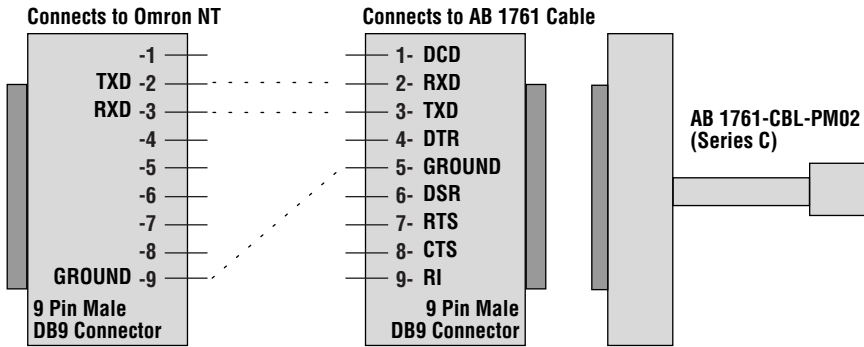 Connects to Omron NT
-1
TXD -2
RXD -3
-4
-5
-6
-7
-8
GROUND -9
9 Pin Male
DB9 Connector
Connects to AB 1761 Cable
1- DCD
2- RXD
3- TXD
4- DTR
5- GROUND
6- DSR
7- RTS
8- CTS
9- RI
9 Pin Male
DB9 Connector
AB 1761-CBL-PM02
(Series C)